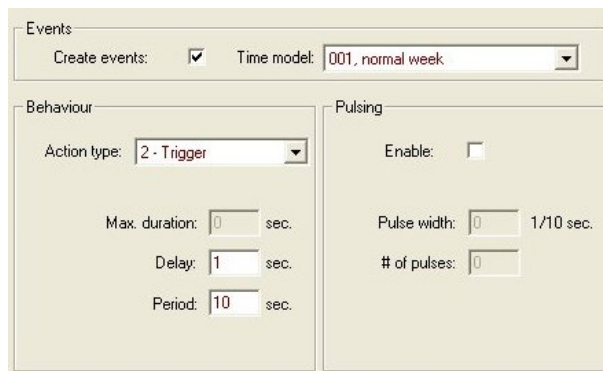 Events
Create events: Time model: 001, normal week
Behaviour
Action type: 2 - Trigger
Max. duration: 0 sec.
Delay: 1 sec.
Period: 10 sec.
Pulsing
Enable:
Pulse width: 0 1/10 sec.
# of pulses: 0